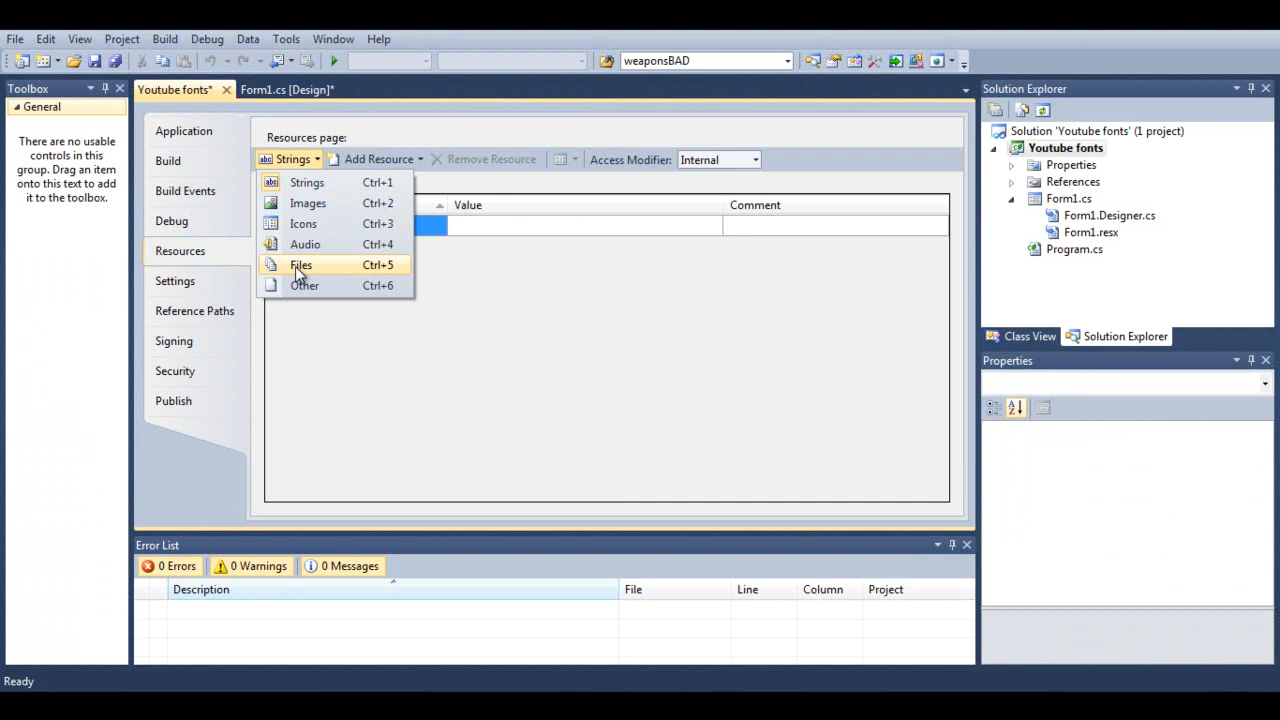 File Edit View Project Build Debug Data Tools Window Help
weaponsBAD
Toolbox
General
There are no usable
controls in this
group. Drag an item
onto this text to add
it to the toolbox.
Youtube fonts* Form1.cs [Design]*
Application
Build
Build Events
Debug
Resources
Settings
Reference Paths
Signing
Security
Publish
Resources page:
abc Strings Add Resource Remove Resource Access Modifier: Internal
Value Comment
abc Strings Ctrl+1
Images Ctrl+2
Icons Ctrl+3
Audio Ctrl+4
Files Ctrl+5
Other Ctrl+6
Solution Explorer
Solution 'Youtube fonts' (1 project)
Youtube fonts
Properties
References
Form1.cs
Form1.Designer.cs
Form1.resx
Program.cs
Class View Solution Explorer
Properties
Error List
0 Errors 0 Warnings 0 Messages
Description File Line Column Project
Ready